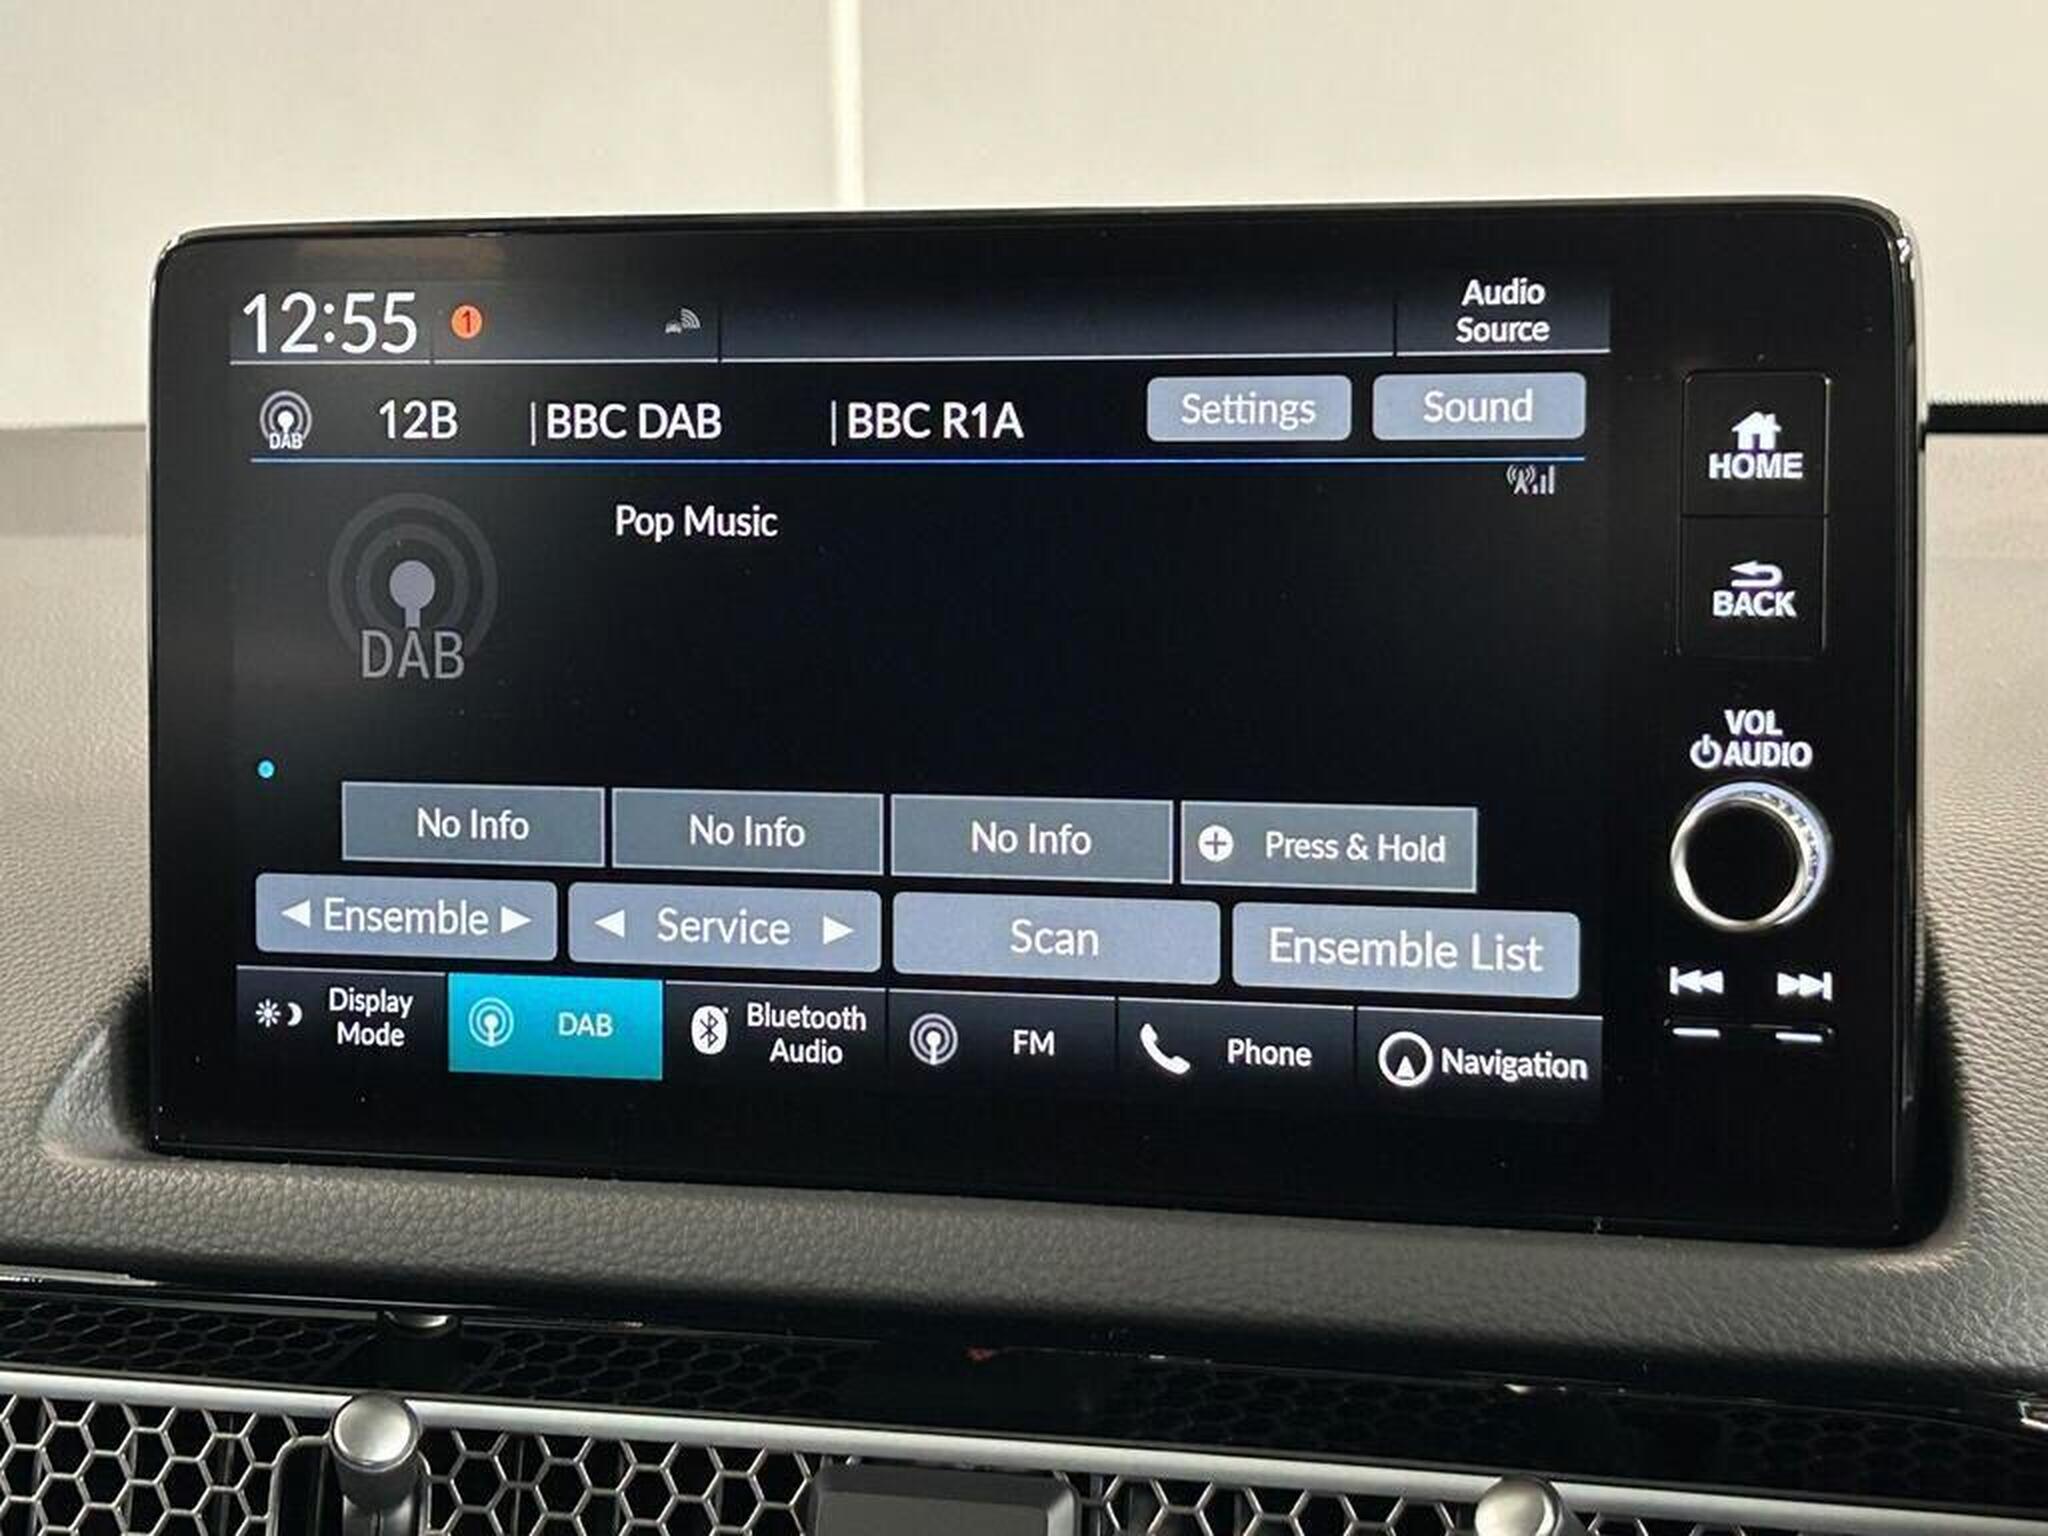 12:55
1
Audio
Source
DAB
12B
|BBC DAB
|BBC R1A
Settings
Sound
HOME
Pop Music
DAB
BACK
VOL
AUDIO
No Info
No Info
No Info
Press & Hold
Ensemble
Service
Scan
Ensemble List
Display
Mode
DAB
Bluetooth
Audio
FM
Phone
Navigation